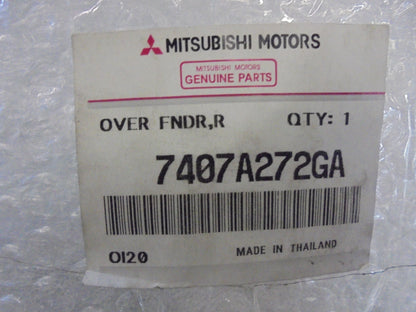 MITSUBISHI MOTORS
MITSUBISHI MOTORS
GENUINE PARTS
OVER FNDR,R QTY: 1
7407A272GA
0120 MADE IN THAILAND